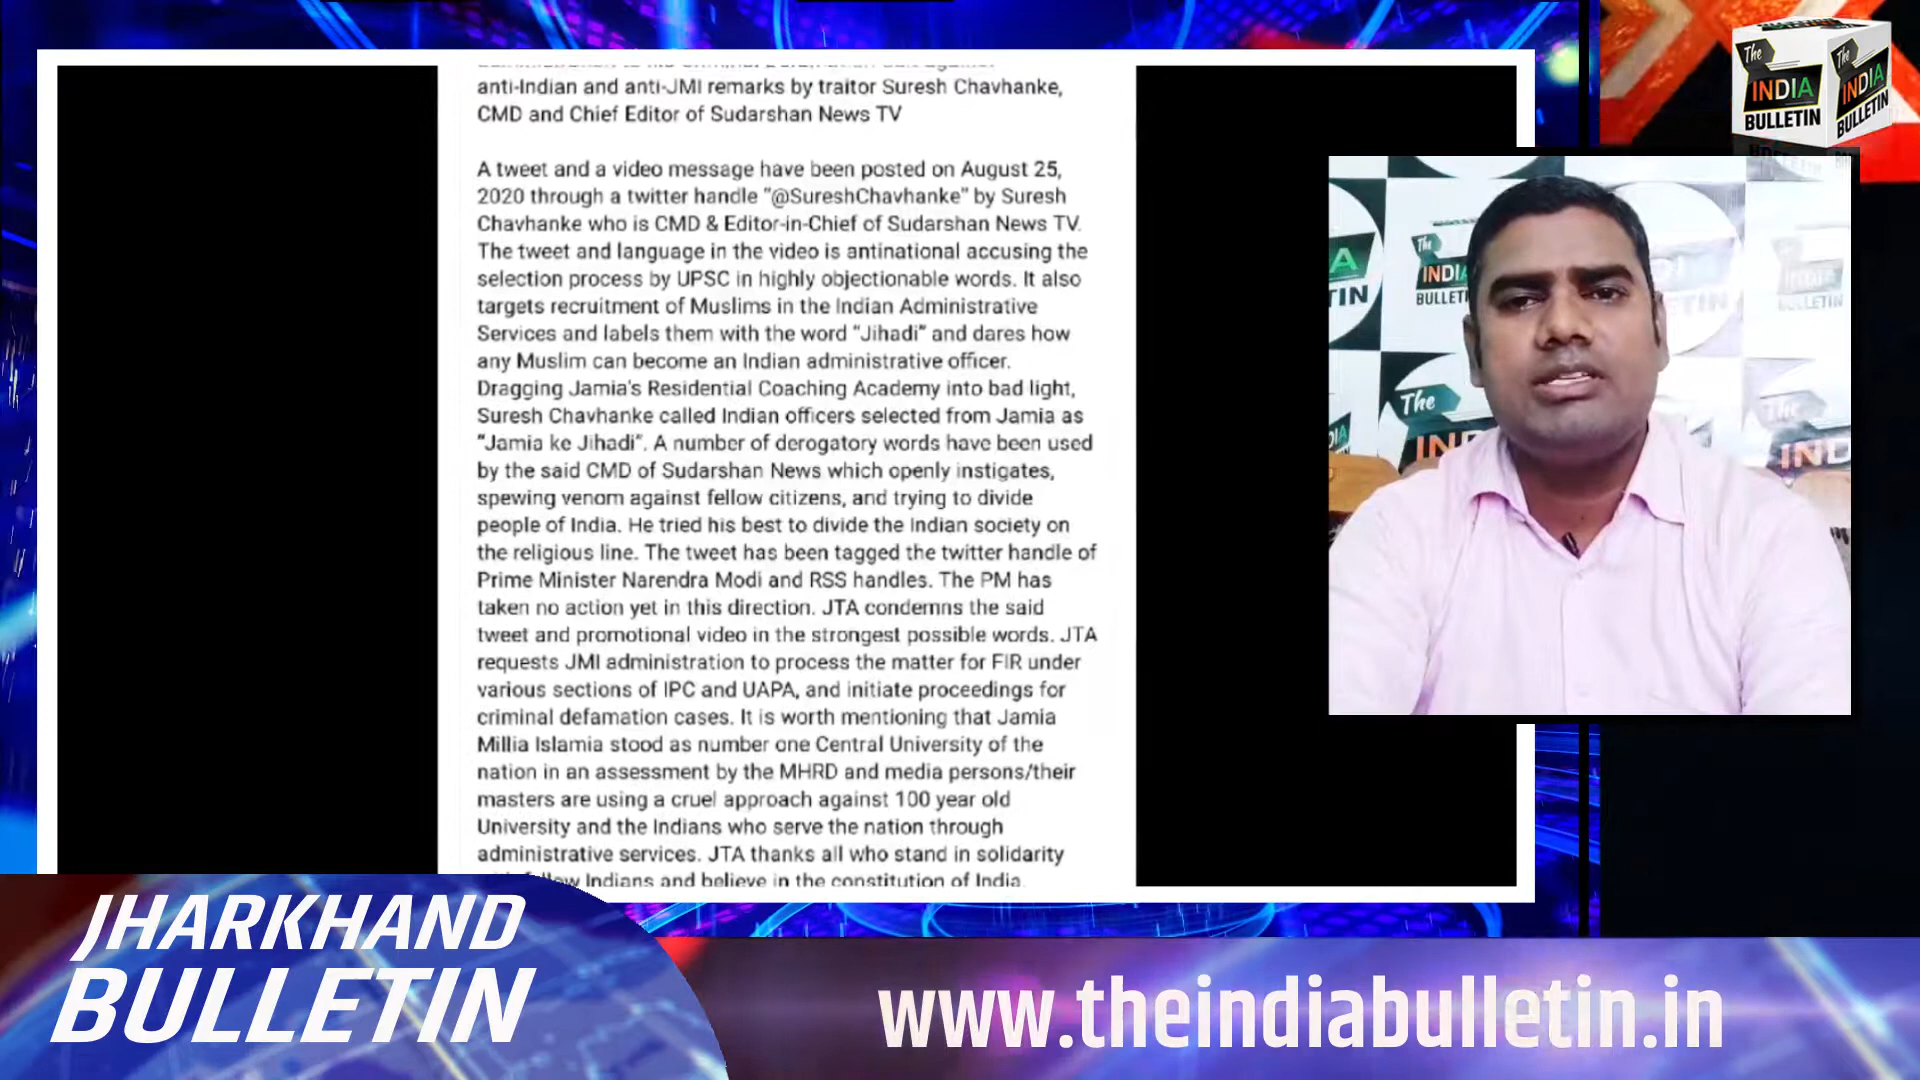 anti-Indian and anti-JMI remarks by traitor Suresh Chavhanke,
CMD and Chief Editor of Sudarshan News TV
A tweet and a video message have been posted on August 25,
2020 through a twitter handle "@SureshChavhanke" by Suresh
Chavhanke who is CMD & Editor-in-Chief of Sudarshan News TV.
The tweet and language in the video is antinational accusing the
selection process by UPSC in highly objectionable words. It also
targets recruitment of Muslims in the Indian Administrative
Services and labels them with the word "Jihadi" and dares how
any Muslim can become an Indian administrative officer.
Dragging Jamia's Residential Coaching Academy into bad light,
Suresh Chavhanke called Indian officers selected from Jamia as
"Jamia ke Jihadi". A number of derogatory words have been used
by the said CMD of Sudarshan News which openly instigates,
spewing venom against fellow citizens, and trying to divide
people of India. He tried his best to divide the Indian society on
the religious line. The tweet has been tagged the twitter handle of
Prime Minister Narendra Modi and RSS handles. The PM has
taken no action yet in this direction. JTA condemns the said
tweet and promotional video in the strongest possible words. JTA
requests JMI administration to process the matter for FIR under
various sections of IPC and UAPA, and initiate proceedings for
criminal defamation cases. It is worth mentioning that Jamia
Millia Islamia stood as number one Central University of the
nation in an assessment by the MHRD and media persons/their
masters are using a cruel approach against 100 year old
University and the Indians who serve the nation through
administrative services. JTA thanks all who stand in solidarity
Indians and believe in the constitution of India.
The
INDIA
BULLETIN
The
INDIA
BULLETIN
The
INDIA
BULLETIN
The
JHARKHAND
BULLETIN
www.theindiabulletin.in